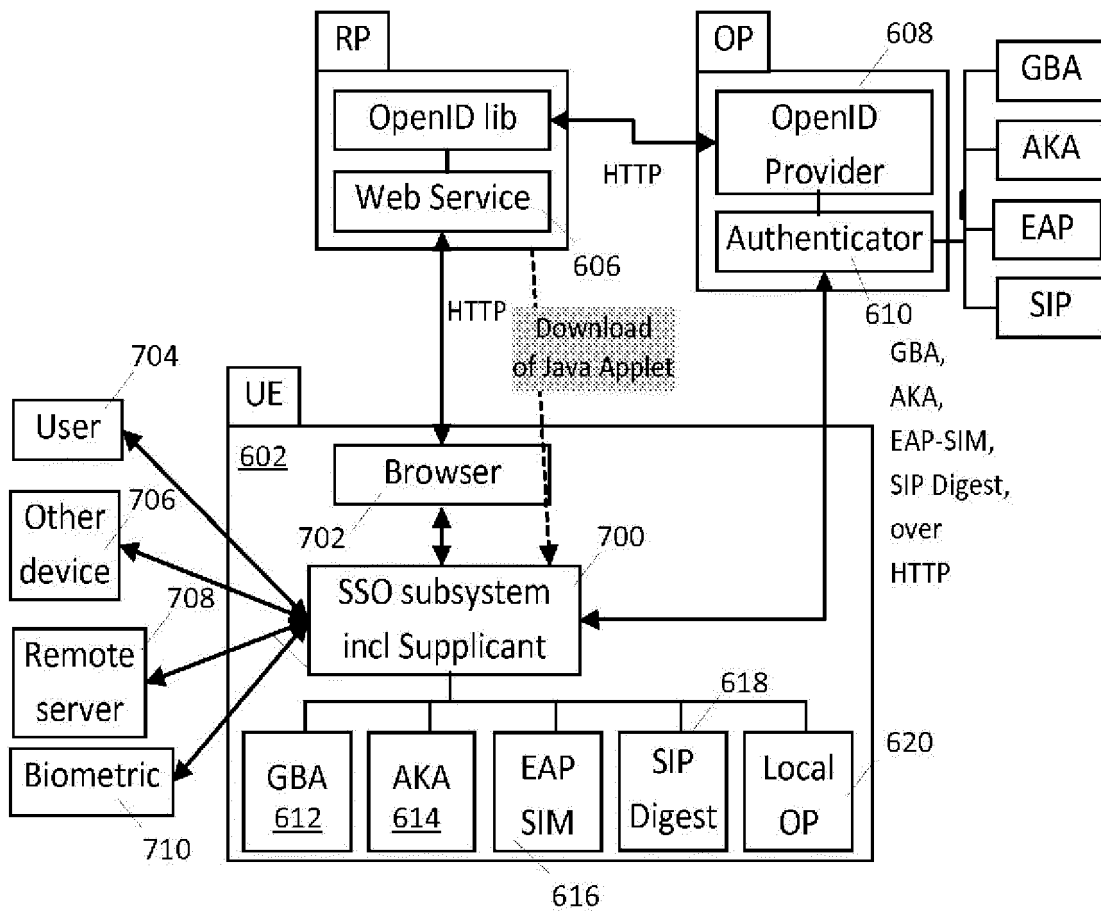 RP
OP
608
OpenID lib
OpenID
Provider
GBA
AKA
EAP
SIP
HTTP
Web Service
Authenticator
606
610
HTTP
Download
of Java Applet
GBA,
AKA,
EAP-SIM,
SIP Digest,
over
HTTP
704
User
UE
602
Browser
706
Other
device
702
700
SSO subsystem
incl Supplicant
708
Remote
server
618
620
Biometric
710
GBA
612
AKA
614
EAP
SIM
SIP
Digest
Local
OP
616